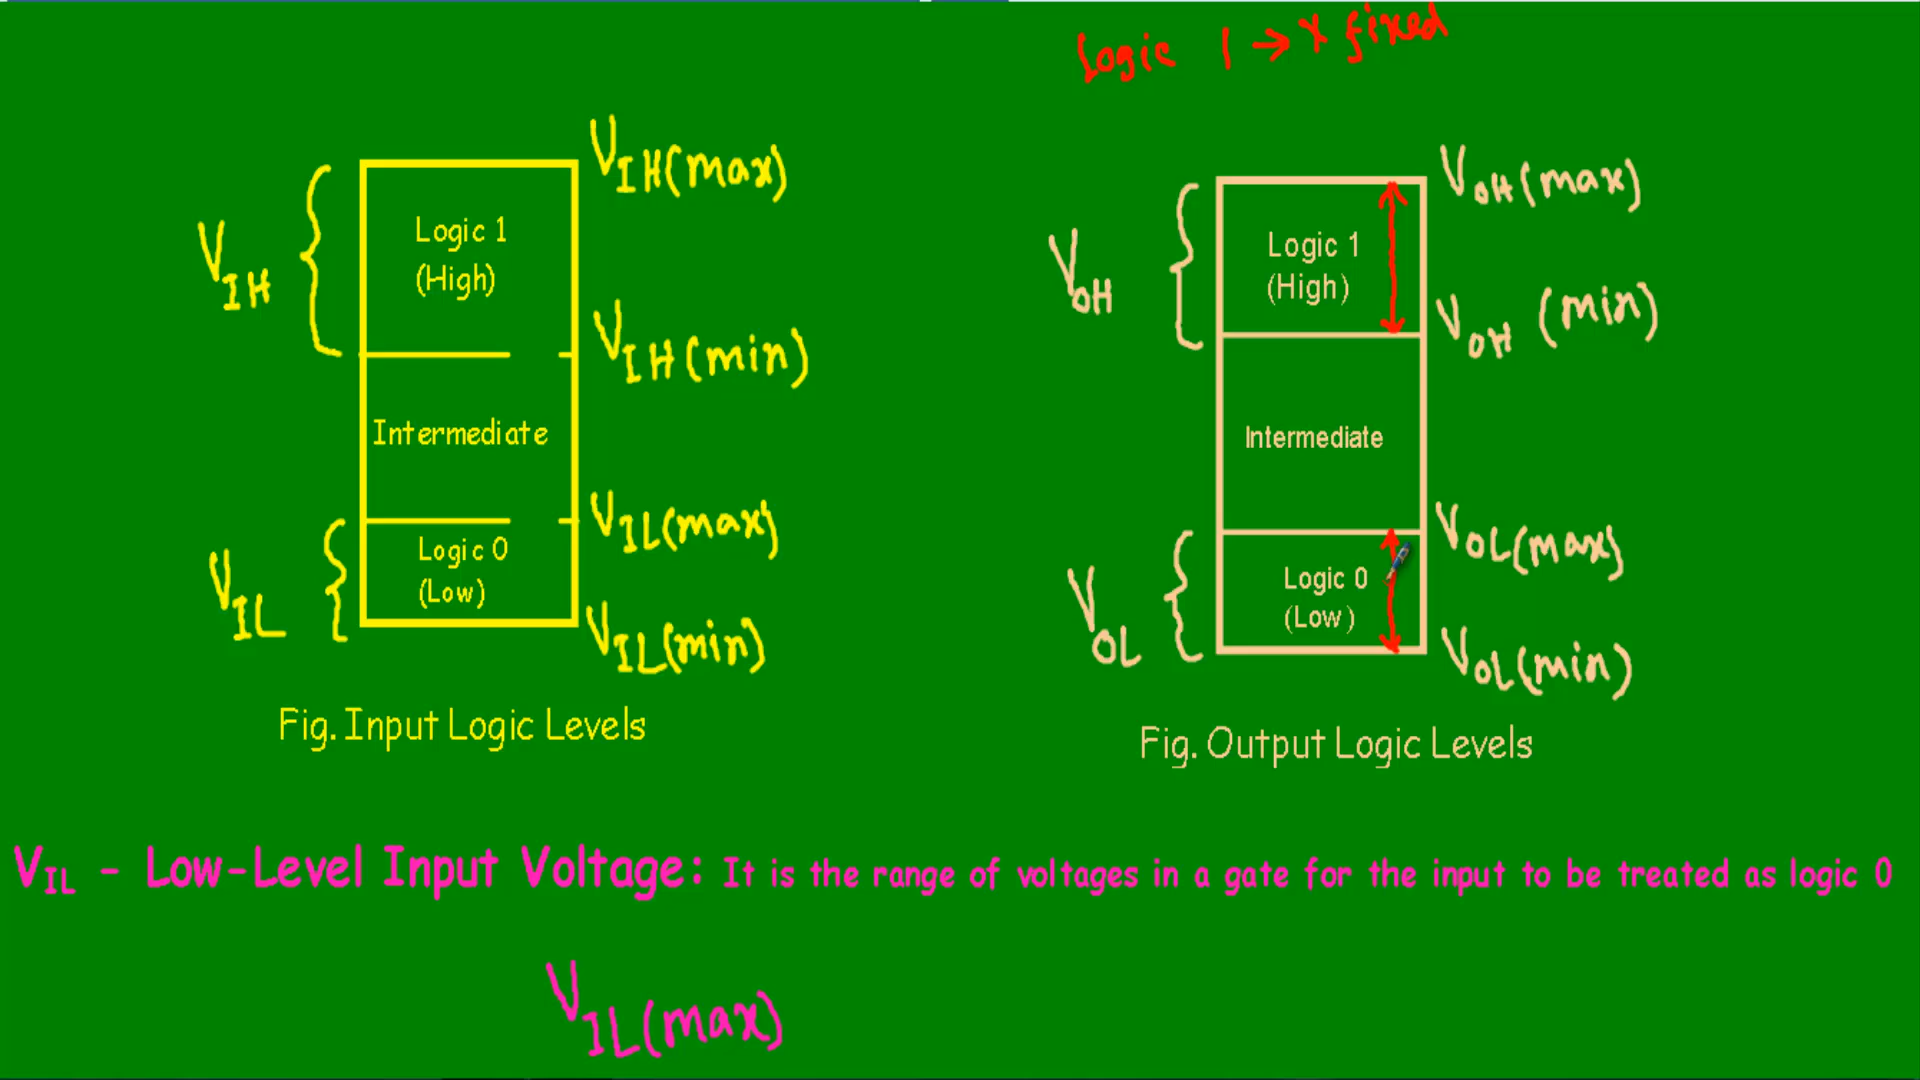 Logic 1 → x fixed
VIH(max)
Logic 1
(High)
VIH
VIH(min)
Intermediate
VIL(max)
Logic 0
(Low)
VIL
VIL(min)
Fig. Input Logic Levels
VOH(max)
Logic 1
(High)
VOH
VOH (min)
Intermediate
VOL(max)
Logic 0
(Low)
VOL
VOL(min)
Fig. Output Logic Levels
VIL - Low-Level Input Voltage: It is the range of voltages in a gate for the input to be treated as logic 0
VIL(max)